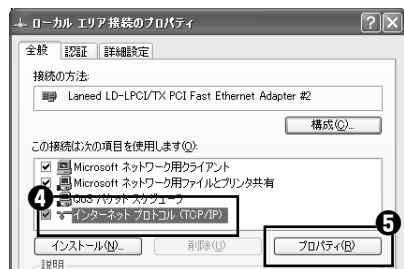 ローカル エリア接続のプロパティ
全般 認証 詳細設定
接続の方法:
Laneed LD-LPCI/TX PCI Fast Ethernet Adapter #2
構成(C)...
この接続は次の項目を使用します(O):
Microsoft ネットワーク用クライアント
Microsoft ネットワーク用ファイルとプリンタ共有
QoS パケット スケジューラ
❹ インターネット プロトコル (TCP/IP)
❺
インストール(N)... 削除(U) プロパティ(R)
説明